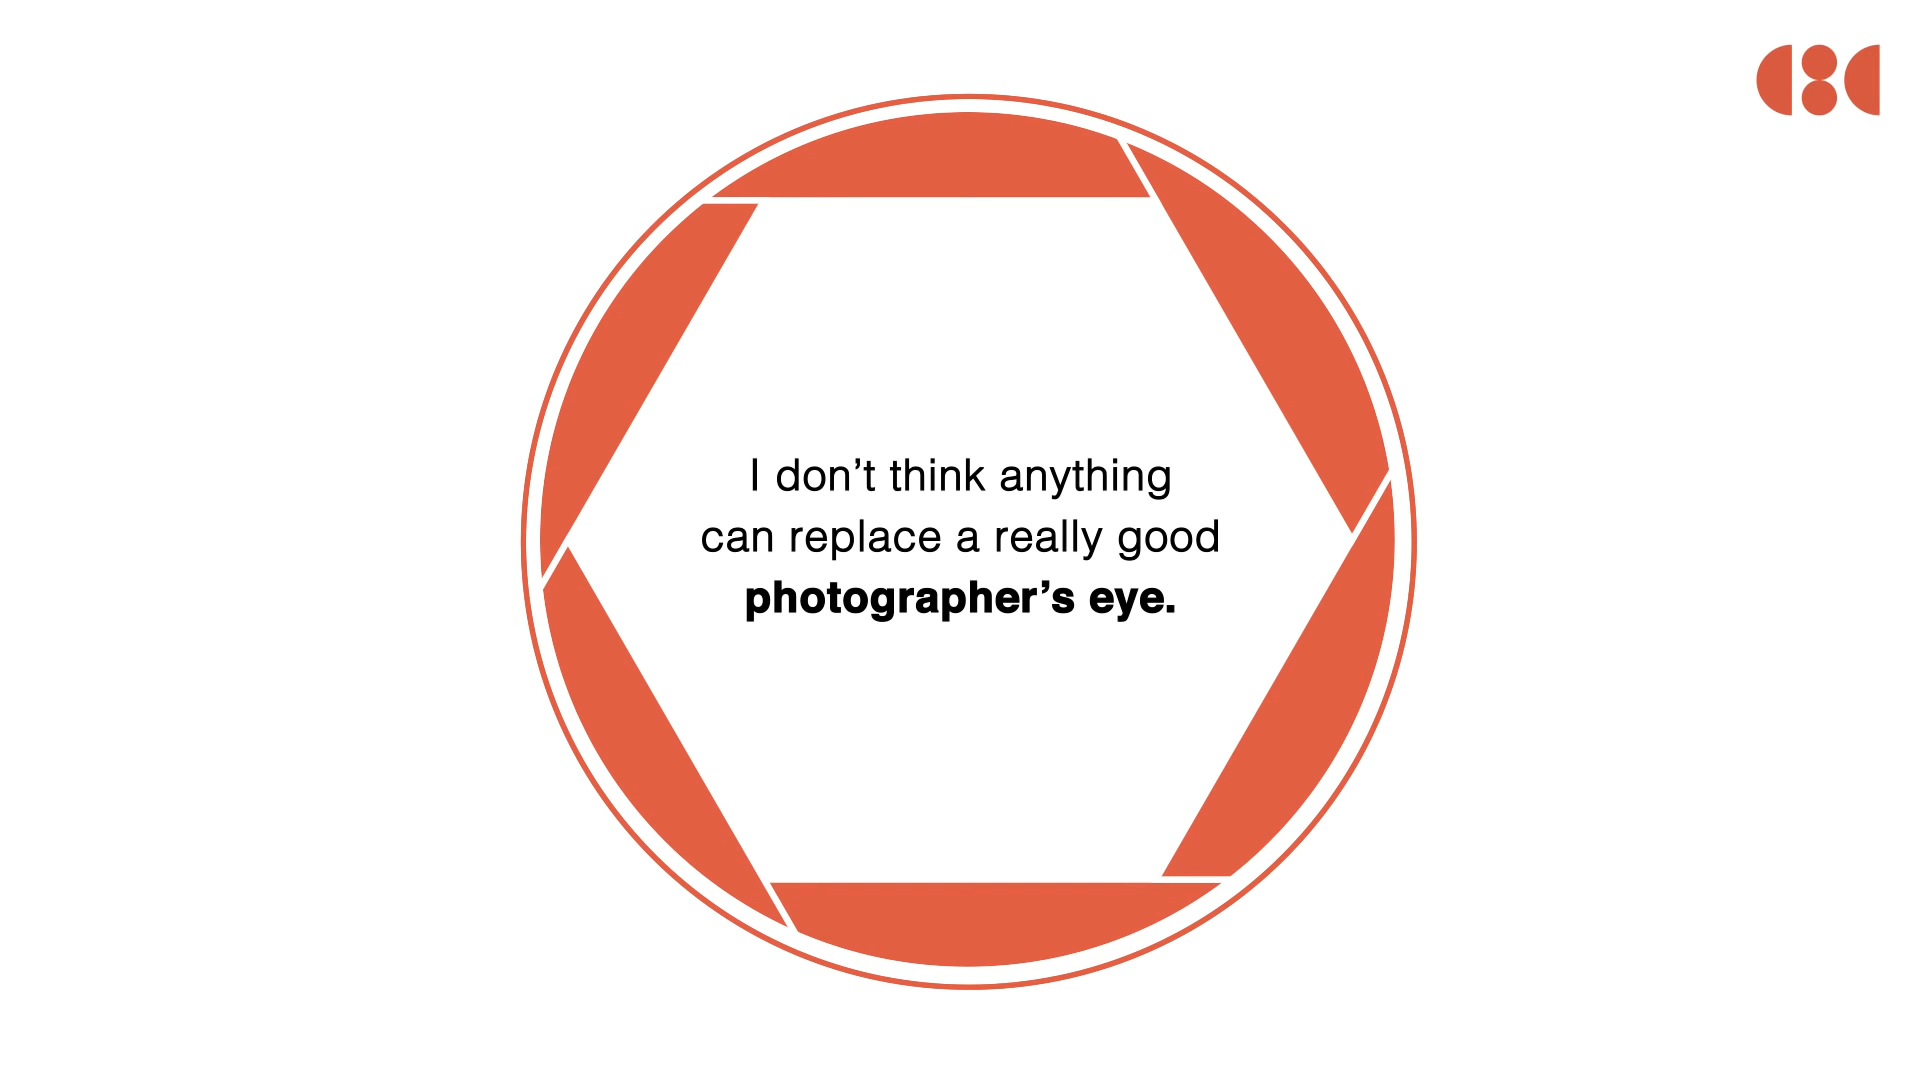 I don’t think anything
can replace a really good
photographer’s eye.